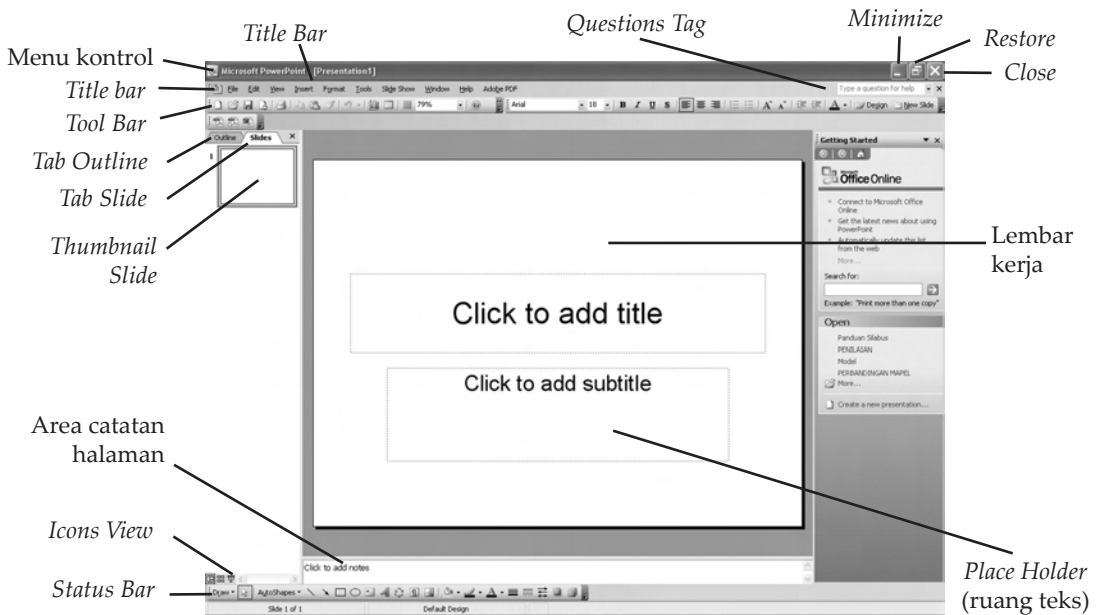 Title Bar
Questions Tag
Minimize
Restore
Close
Menu kontrol
Title bar
Tool Bar
Tab Outline
Tab Slide
Thumbnail
Slide
Microsoft PowerPoint - [Presentation1]
File Edit View Insert Format Tools Slide Show Window Help Adobe PDF
Type a question for help
79% Arial 18 B I U S Design New Slide
Outline Slides
1
Click to add title
Click to add subtitle
Getting Started
Office Online
Connect to Microsoft Office
Online
Get the latest news about using
PowerPoint
Automatically update this list
from the web
More...
Search for:
Example: "Print more than one copy"
Open
Panduan Silabus
PENILAIAN
Model
PERBANDINGAN MAPEL
More...
Create a new presentation...
Lembar
kerja
Area catatan
halaman
Icons View
Status Bar
Click to add notes
Draw AutoShapes
Slide 1 of 1 Default Design
Place Holder
(ruang teks)